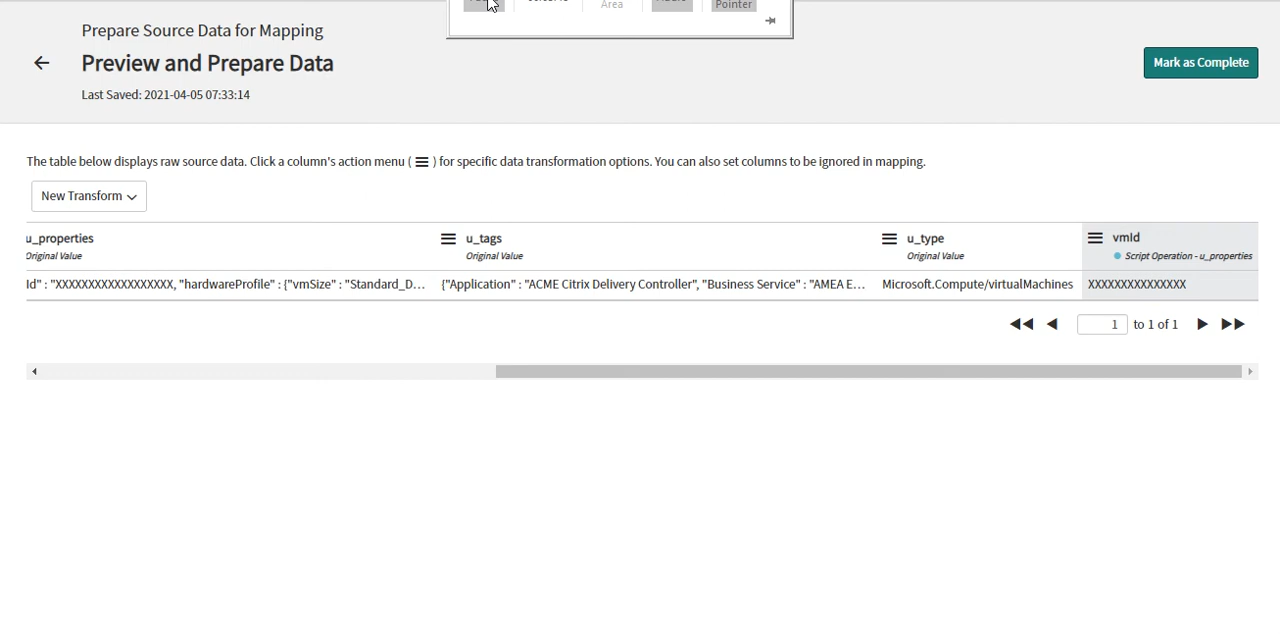 Area
Pointer
Prepare Source Data for Mapping
Preview and Prepare Data
Mark as Complete
Last Saved: 2021-04-05 07:33:14
The table below displays raw source data. Click a column's action menu ( ☰ ) for specific data transformation options. You can also set columns to be ignored in mapping.
New Transform
u_properties u_tags u_type vmId
Original Value Original Value Original Value Script Operation - u_properties
Id" : "XXXXXXXXXXXXXXXXXX, "hardwareProfile" : {"vmSize" : "Standard_D... {"Application" : "ACME Citrix Delivery Controller", "Business Service" : "AMEA E... Microsoft.Compute/virtualMachines XXXXXXXXXXXXXXX
1 to 1 of 1